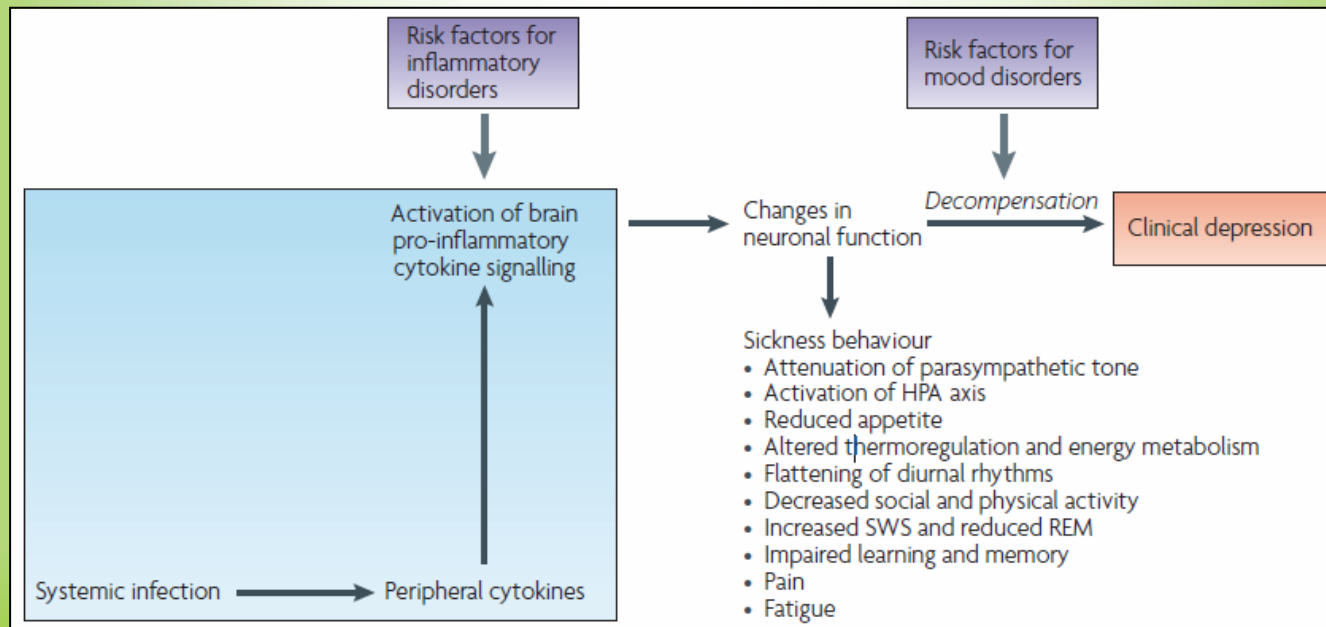 Risk factors for
inflammatory
disorders
Risk factors for
mood disorders
Activation of brain
pro-inflammatory
cytokine signalling
Changes in
neuronal function
Decompensation
Clinical depression
Sickness behaviour
• Attenuation of parasympathetic tone
• Activation of HPA axis
• Reduced appetite
• Altered thermoregulation and energy metabolism
• Flattening of diurnal rhythms
• Decreased social and physical activity
• Increased SWS and reduced REM
• Impaired learning and memory
• Pain
• Fatigue
Systemic infection
Peripheral cytokines